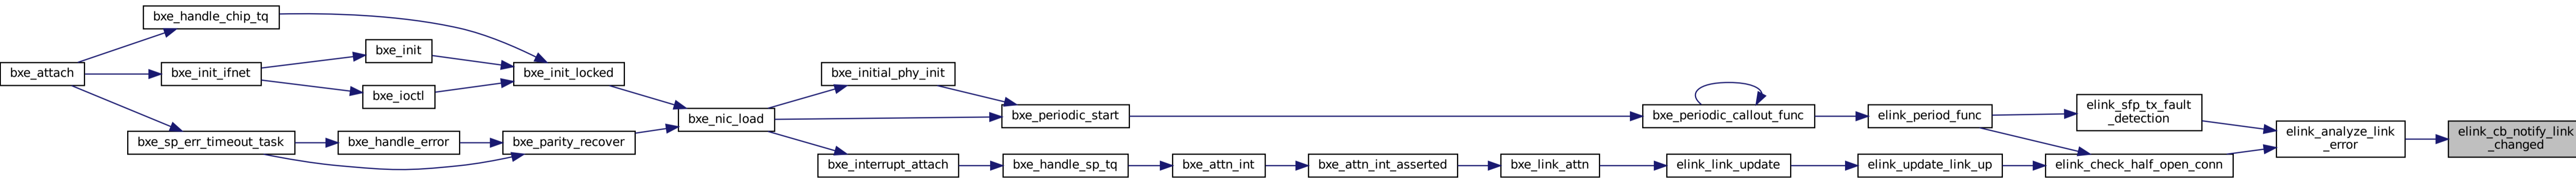 bxe_handle_chip_tq
bxe_init
bxe_attach
bxe_init_ifnet
bxe_init_locked
bxe_initial_phy_init
bxe_ioctl
bxe_nic_load
bxe_periodic_start
bxe_periodic_callout_func
elink_period_func
elink_sfp_tx_fault
_detection
bxe_sp_err_timeout_task
bxe_handle_error
bxe_parity_recover
elink_analyze_link
_error
elink_cb_notify_link
_changed
bxe_interrupt_attach
bxe_handle_sp_tq
bxe_attn_int
bxe_attn_int_asserted
bxe_link_attn
elink_link_update
elink_update_link_up
elink_check_half_open_conn